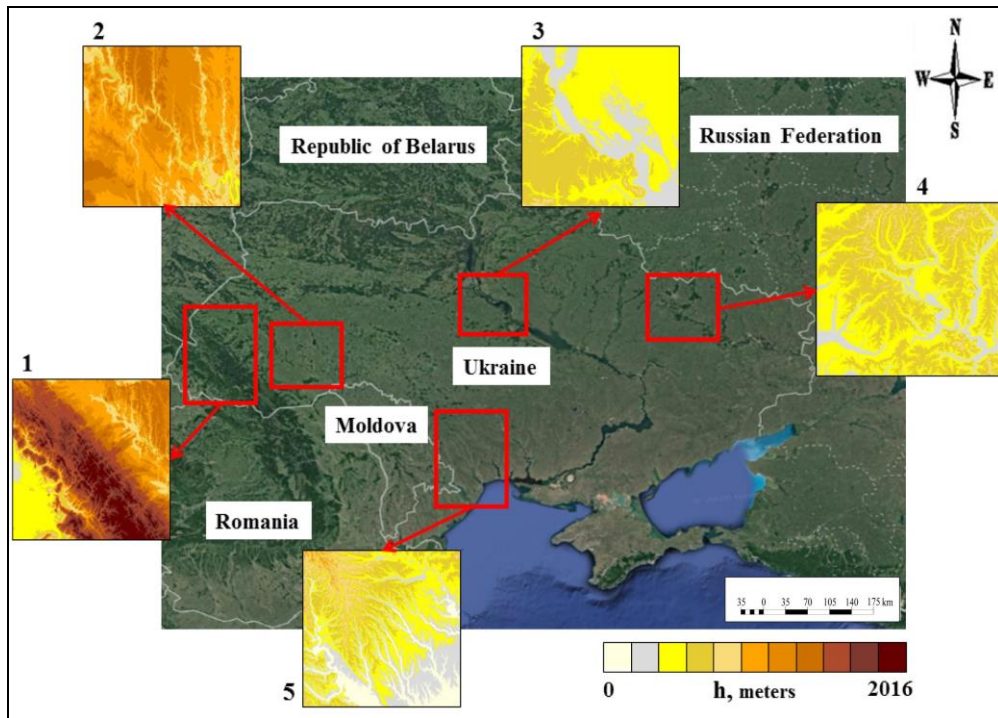 2
3
N
W E
S
Republic of Belarus
Russian Federation
4
1
Ukraine
Moldova
Romania
35 0 35 70 105 140 175 km
5
0 h, meters 2016